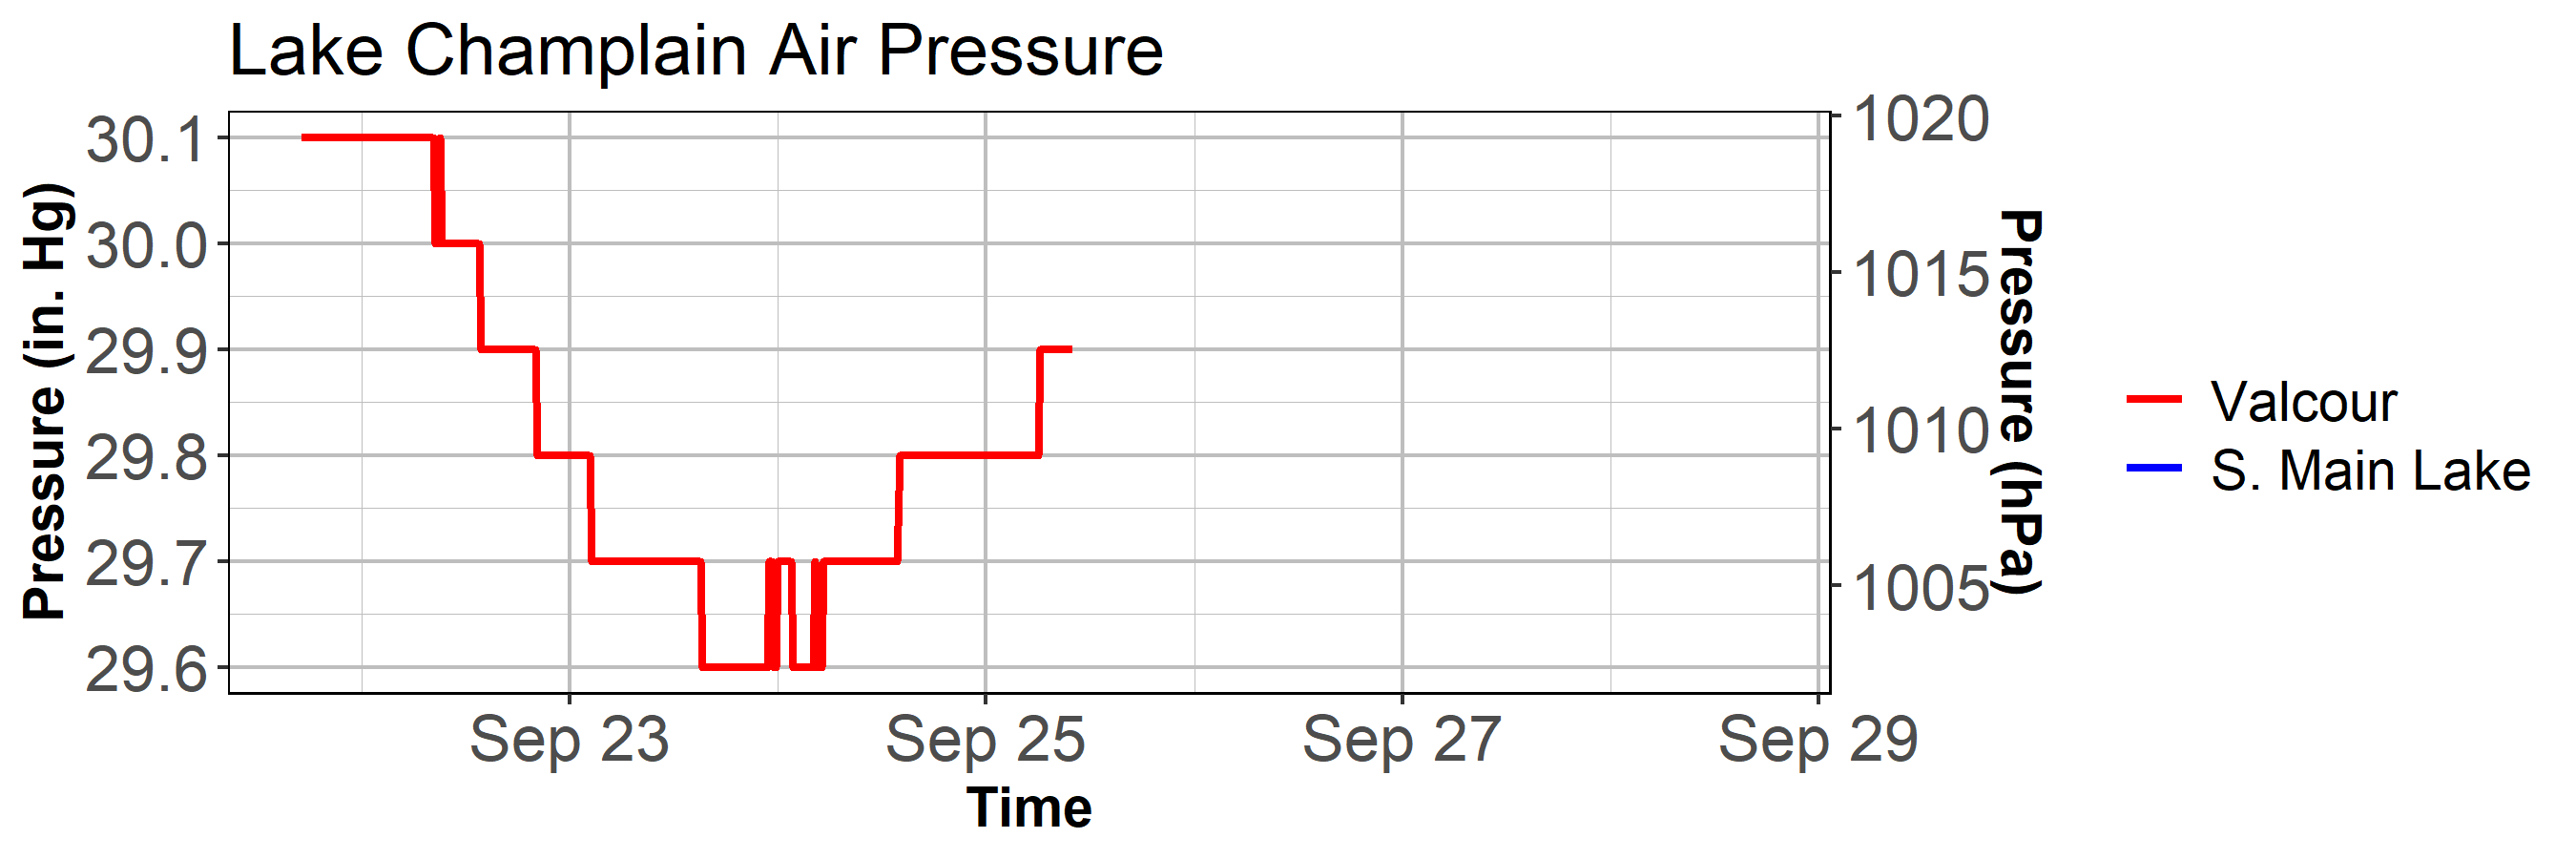 Lake Champlain Air Pressure
Pressure (in. Hg)
30.1
30.0
29.9
29.8
29.7
29.6
1020
1015
1010
1005
Pressure (hPa)
Sep 23
Sep 25
Sep 27
Sep 29
Time
Valcour
S. Main Lake